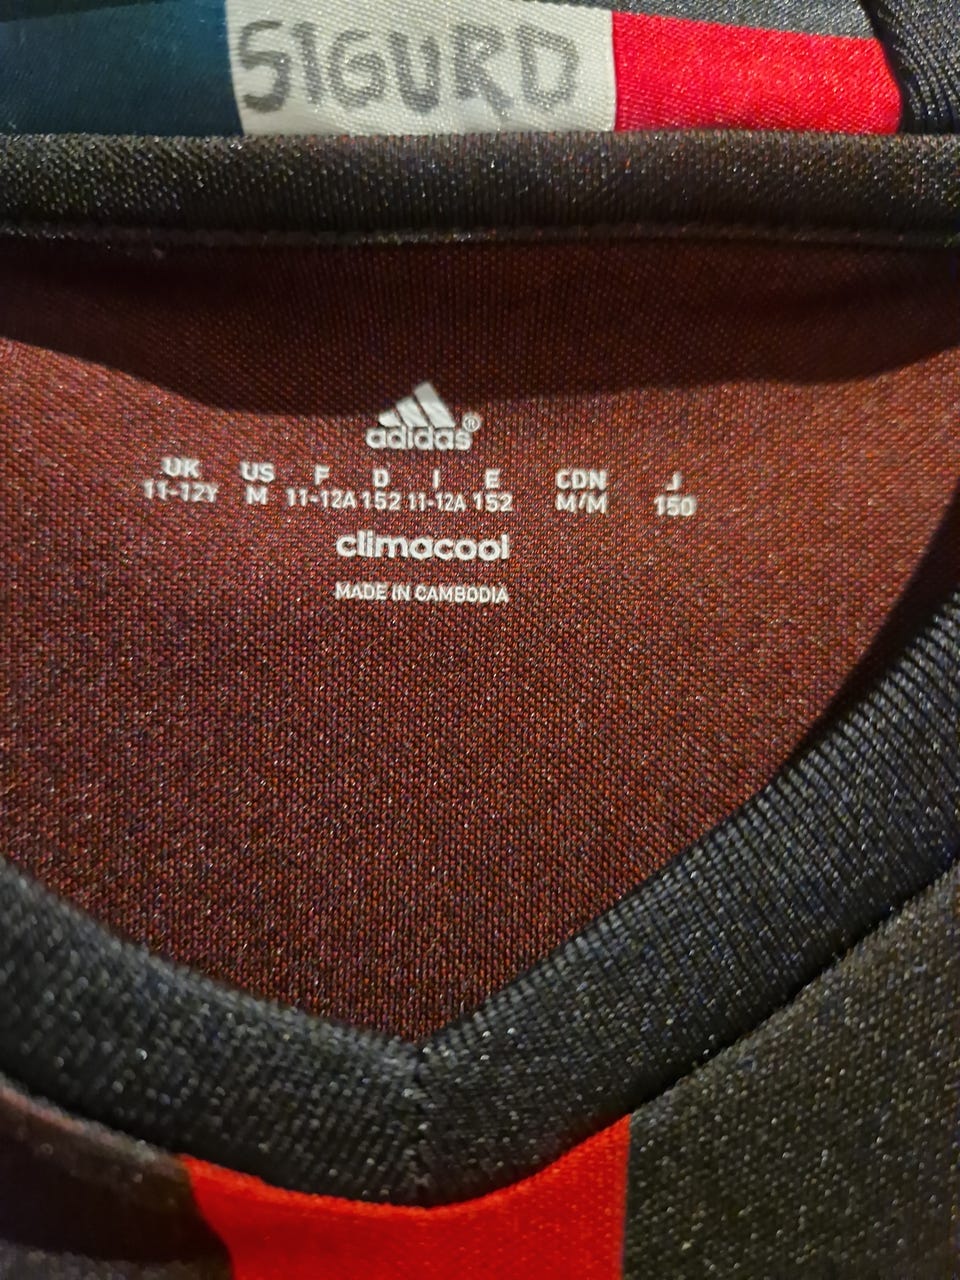 SIGURD
adidas®
UK US F D I E CDN J
11-12Y M 11-12A 152 11-12A 152 M/M 150
climacool
MADE IN CAMBODIA